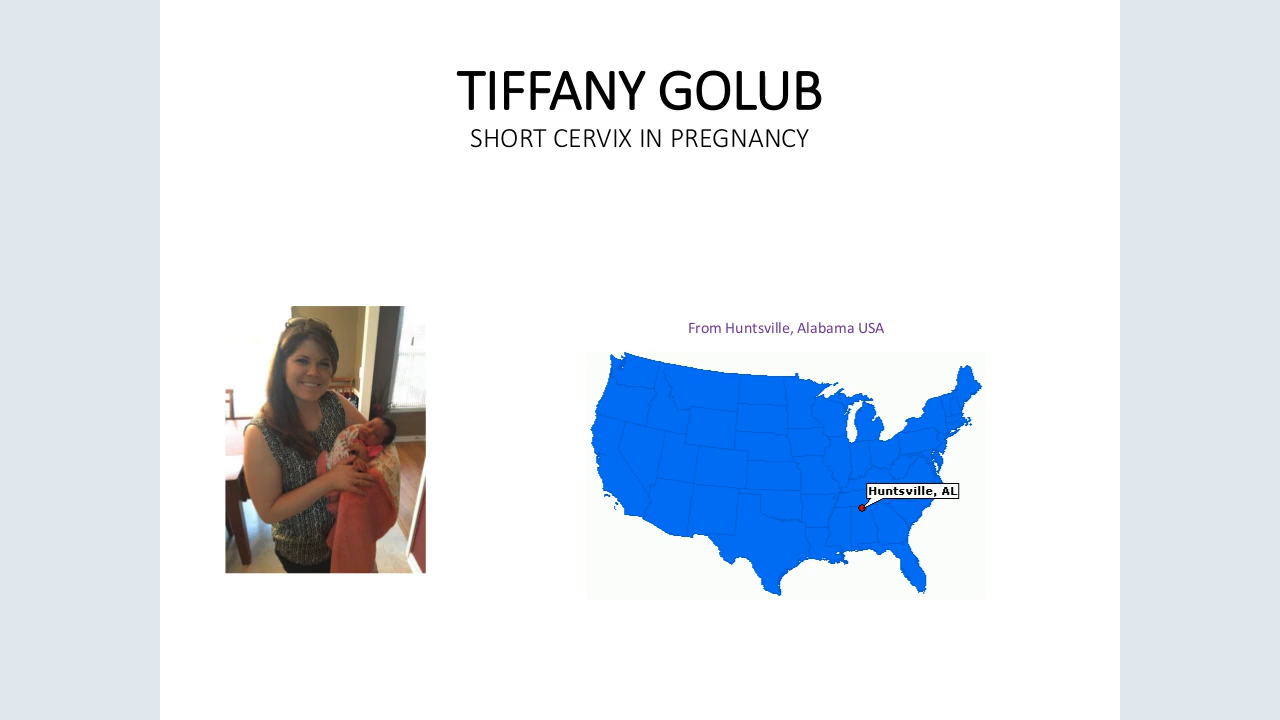 TIFFANY GOLUB
SHORT CERVIX IN PREGNANCY
From Huntsville, Alabama USA
Huntsville, AL